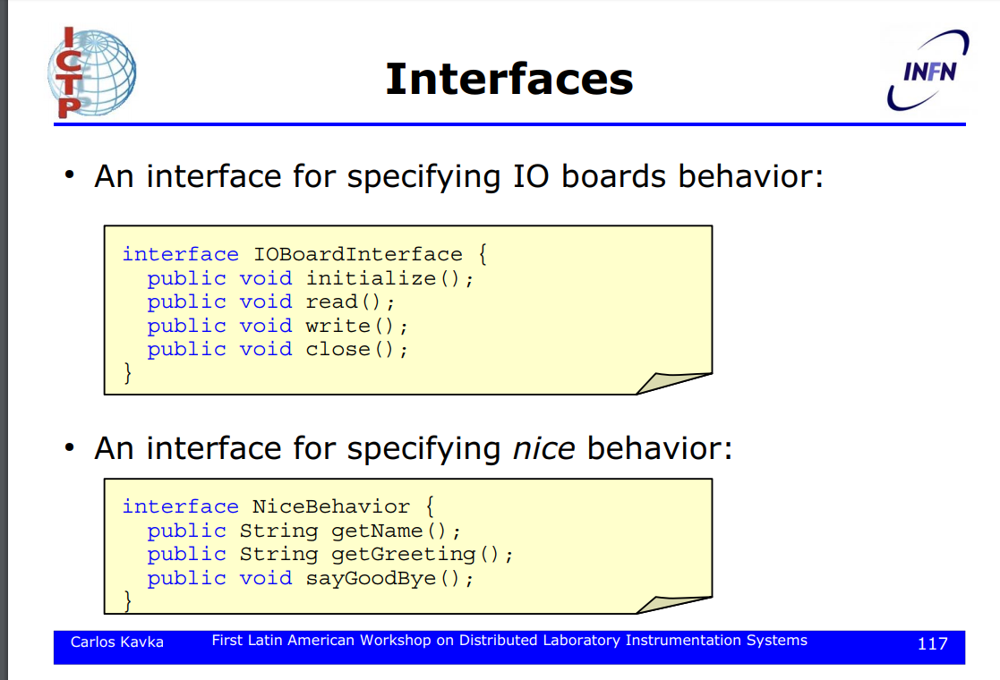 ICTP
Interfaces
INFN
• An interface for specifying IO boards behavior:
interface IOBoardInterface {
  public void initialize();
  public void read();
  public void write();
  public void close();
}
• An interface for specifying nice behavior:
interface NiceBehavior {
  public String getName();
  public String getGreeting();
  public void sayGoodBye();
}
Carlos Kavka First Latin American Workshop on Distributed Laboratory Instrumentation Systems 117